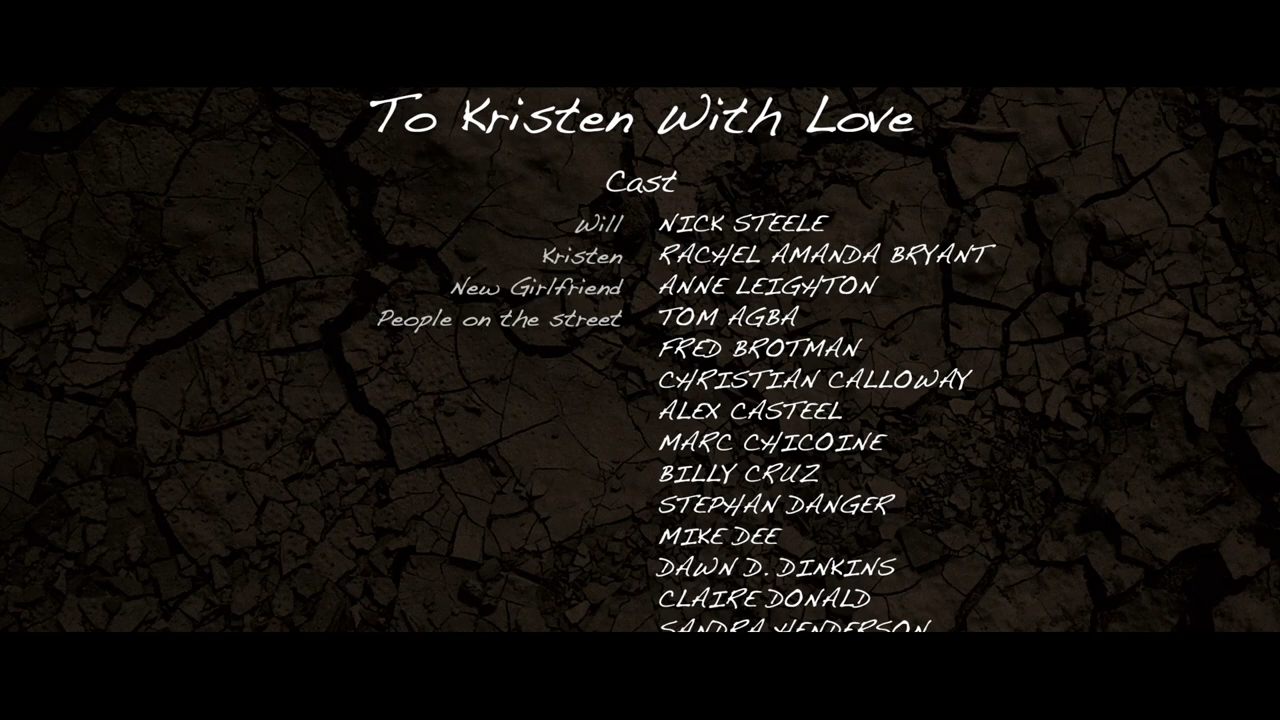 To Kristen With Love
Cast
Will NICK STEELE
Kristen RACHEL AMANDA BRYANT
New Girlfriend ANNE LEIGHTON
People on the street TOM AGBA
FRED BROTMAN
CHRISTIAN CALLOWAY
ALEX CASTEEL
MARC CHICOINE
BILLY CRUZ
STEPHAN DANGER
MIKE DEE
DAWN D. DINKINS
CLAIRE DONALD
SANDRA HENDERSON